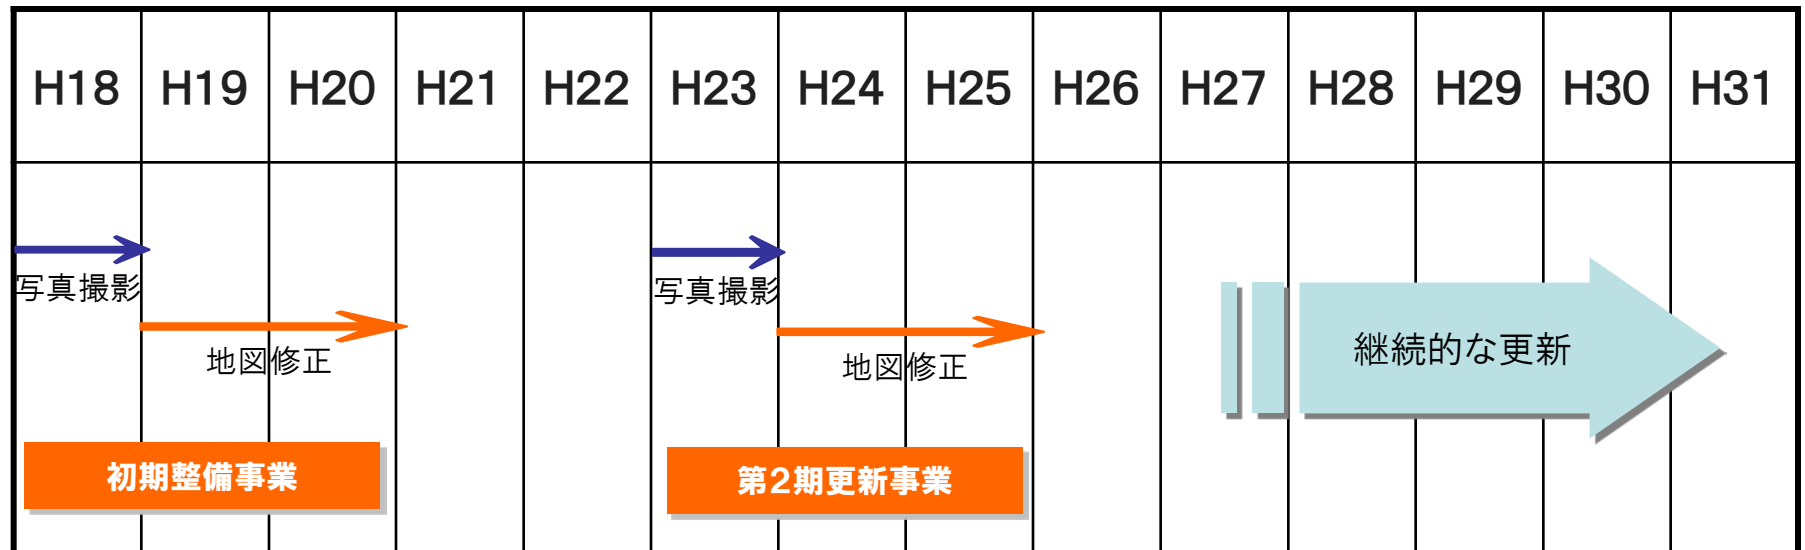 H18 H19 H20 H21 H22 H23 H24 H25 H26 H27 H28 H29 H30 H31
写真撮影
地図修正
初期整備事業
写真撮影
地図修正
第2期更新事業
継続的な更新